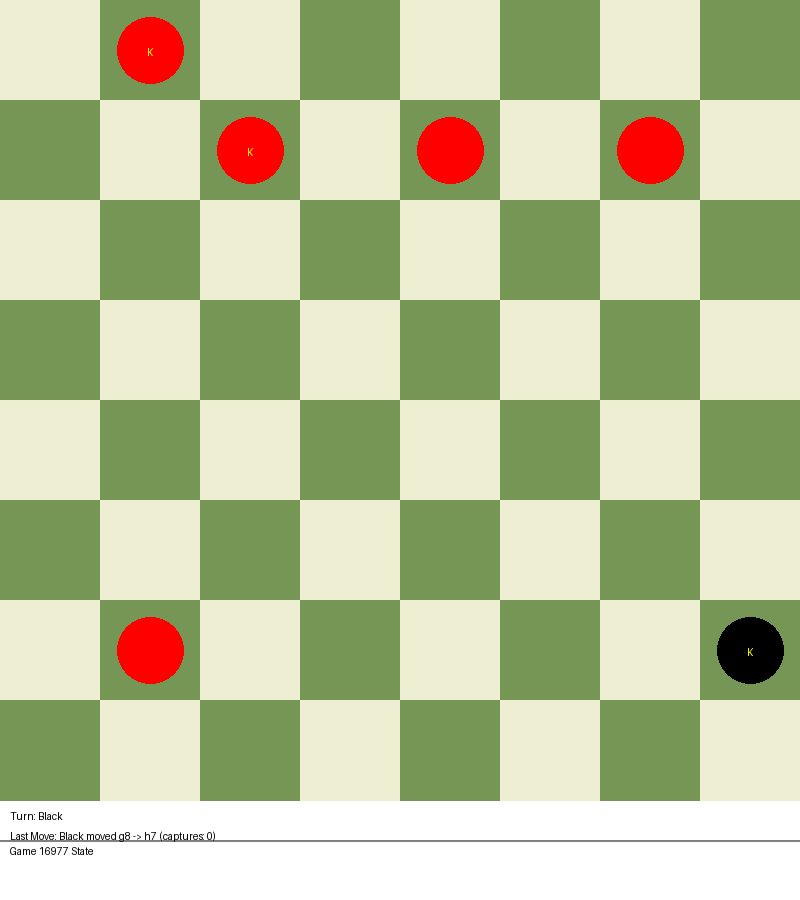 K
K
K
Turn: Black
Last Move: Black moved g8 -> h7 (captures: 0)
Game 16977 State